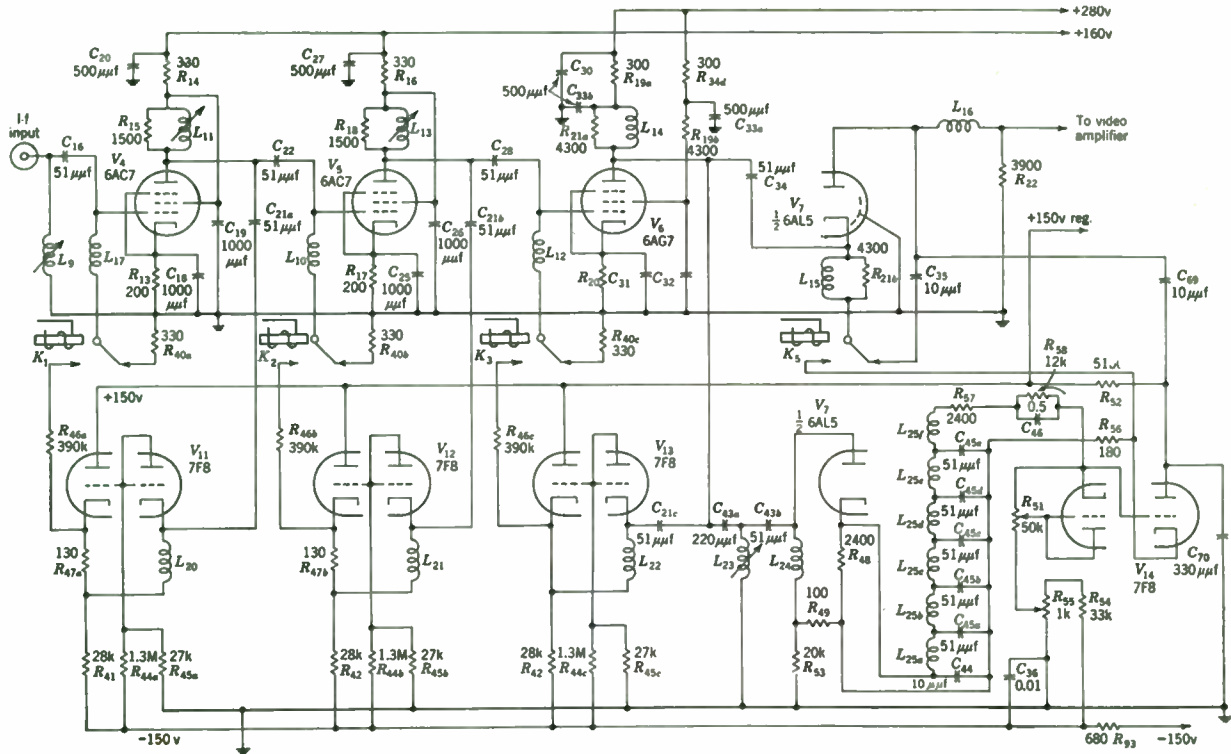 +280v
+160v
C20
500μμf
330
R14
C27
500μμf
330
R16
C30
500μμf
C33b
300
R19a
300
R34d
500μμf
C33a
L16
To video
amplifier
I-f
input
C16
51μμf
R15
1500
L11
V4
6AC7
C22
51μμf
R18
1500
L13
V5
6AC7
C28
51μμf
R21a
4300
L14
R19b
4300
51μμf
C34
V7
½ 6AL5
3900
R22
+150v reg.
L9
L17
R13
200
C18
1000
μμf
C19
1000
μμf
C21a
51μμf
L10
R17
200
C25
1000
μμf
C26
1000
μμf
C21b
51μμf
L12
V6
6AG7
R20
C31
C32
4300
L15
R21b
C35
10μμf
C69
10μμf
K1
330
R40a
K2
330
R40b
K3
R40c
330
K5
R58
12k
R52
+150v
R46a
390k
V11
7F8
R46b
390k
V12
7F8
R46c
390k
V13
7F8
½
V7
6AL5
R57
2400
0.5
C46
R56
180
L25f
C45e
51μμf
L25e
C45d
51μμf
L25d
51μμf
L25c
C45b
51μμf
L25b
C45a
51μμf
L25a
C44
10μμf
R51
50k
V14
7F8
C70
330μμf
130
R47a
L20
130
R47b
L21
L22
C21c
51μμf
C43a
220μμf
C43b
51μμf
L23
L24
2400
R48
100
R49
R55
1k
R54
33k
28k
R41
1.3M
R44a
27k
R45a
28k
R42
1.3M
R44b
27k
R45b
28k
R42
1.3M
R44c
27k
R45c
20k
R53
C36
0.01
-150 v
680 R93
-150v